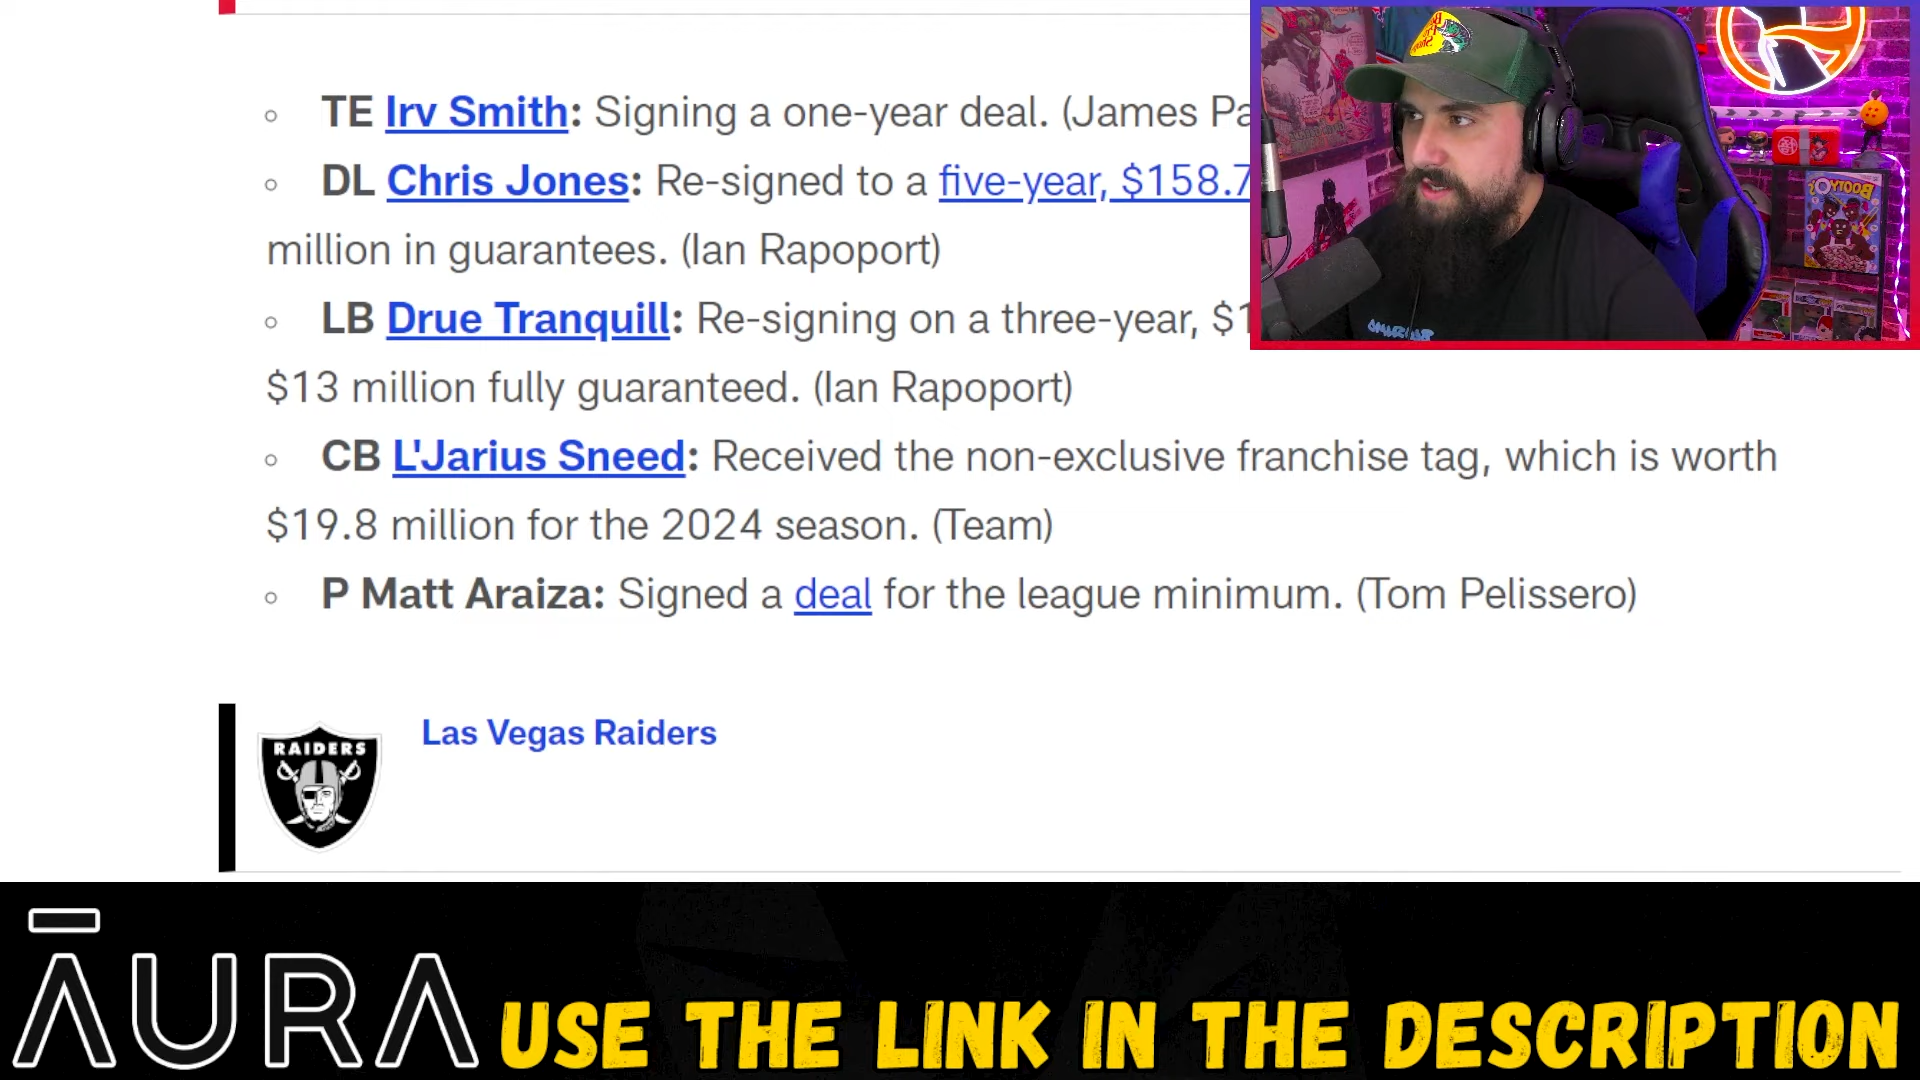 TE Irv Smith: Signing a one-year deal. (James
DL Chris Jones: Re-signed to a five-year, $158.7
million in guarantees. (Ian Rapoport)
LB Drue Tranquill: Re-signing on a three-year,
$13 million fully guaranteed. (Ian Rapoport)
CB L'Jarius Sneed: Received the non-exclusive franchise tag, which is worth
$19.8 million for the 2024 season. (Team)
P Matt Araiza: Signed a deal for the league minimum. (Tom Pelissero)
RAIDERS
Las Vegas Raiders
ĀURA
USE THE LINK IN THE DESCRIPTION